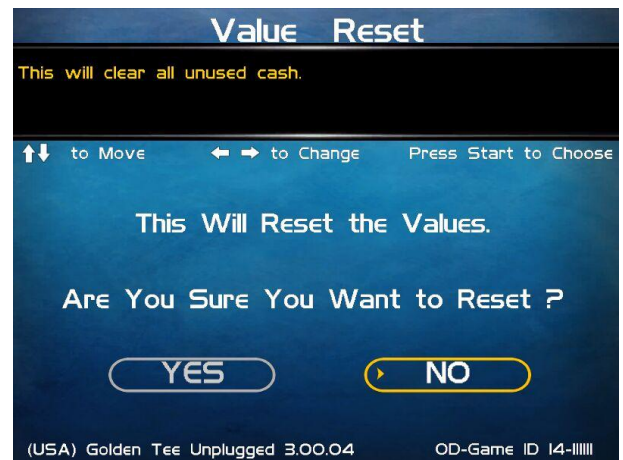 Value Reset
This will clear all unused cash.
to Move to Change Press Start to Choose
This Will Reset the Values.
Are You Sure You Want to Reset ?
YES NO
(USA) Golden Tee Unplugged 3.00.04 OD-Game ID 14-111111